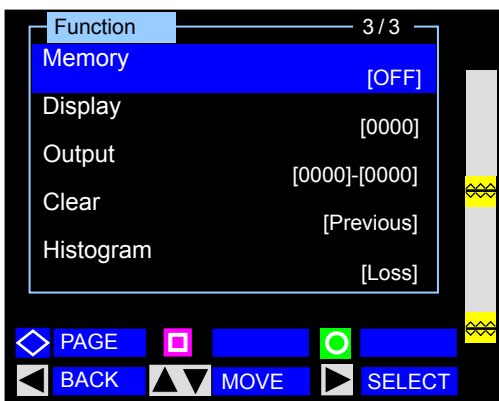 Function 3/3
Memory
[OFF]
Display
[0000]
Output
[0000]-[0000]
Clear
[Previous]
Histogram
[Loss]
PAGE
BACK MOVE SELECT